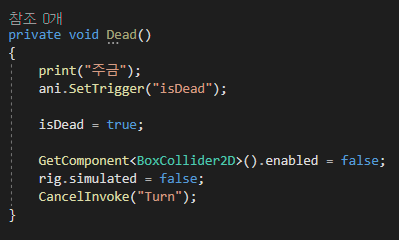 참조 0개
private void Dead()
{
print("주금");
ani.SetTrigger("isDead");
isDead = true;
GetComponent<BoxCollider2D>().enabled = false;
rig.simulated = false;
CancelInvoke("Turn");
}